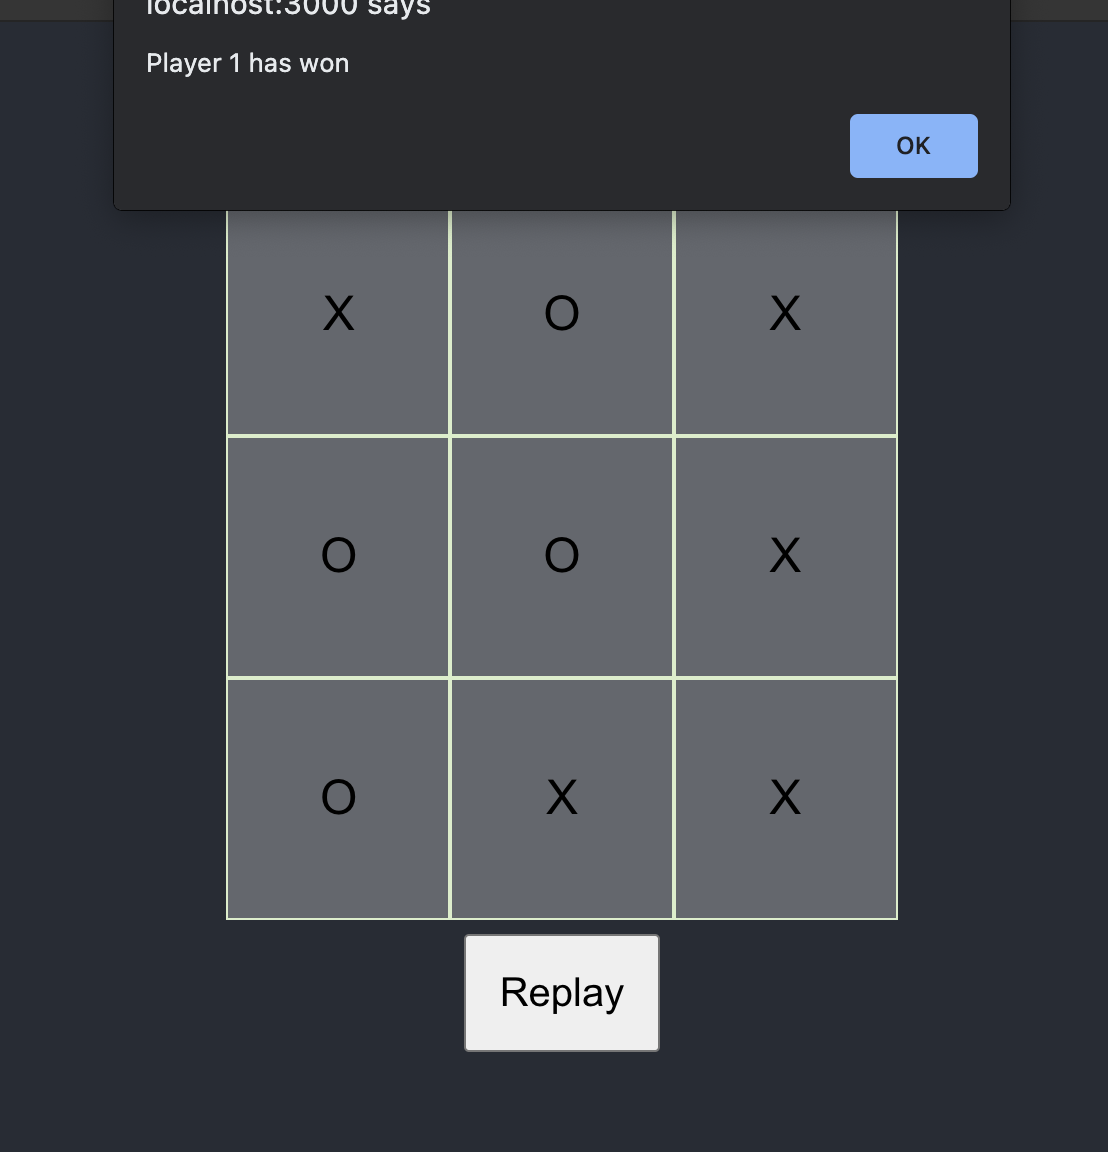 localhost:3000 says
Player 1 has won
OK
X O X
O O X
O X X
Replay